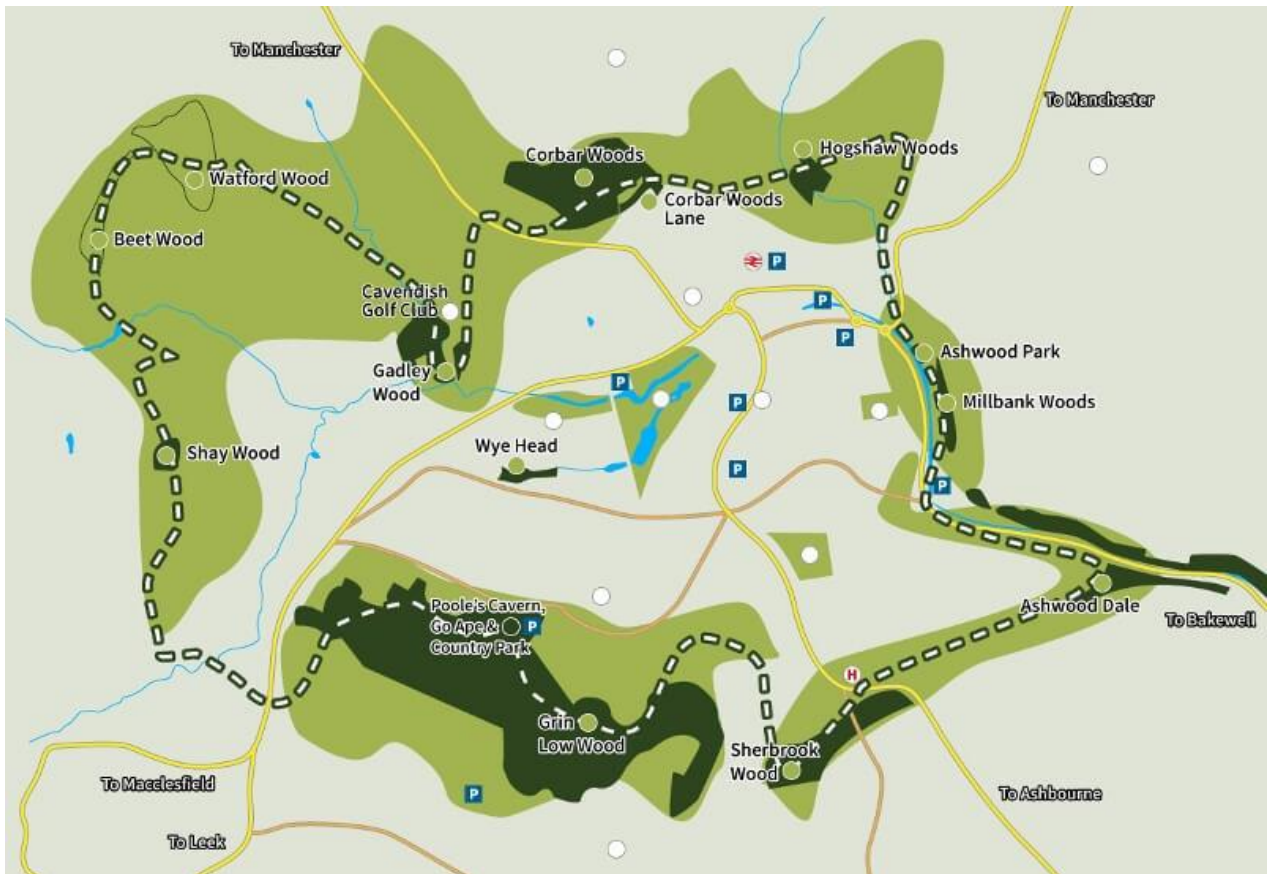 To Manchester
To Manchester
Corbar Woods
Hogshaw Woods
Watford Wood
Corbar Woods
Lane
Beet Wood
P
Cavendish
Golf Club
P
P
Ashwood Park
Gadley
Wood
P
P
Millbank Woods
Wye Head
Shay Wood
P
P
Ashwood Dale
Poole's Cavern,
Go Ape &
Country Park
P
To Bakewell
H
Grin
Low Wood
Sherbrook
Wood
To Macclesfield
P
To Ashbourne
To Leek